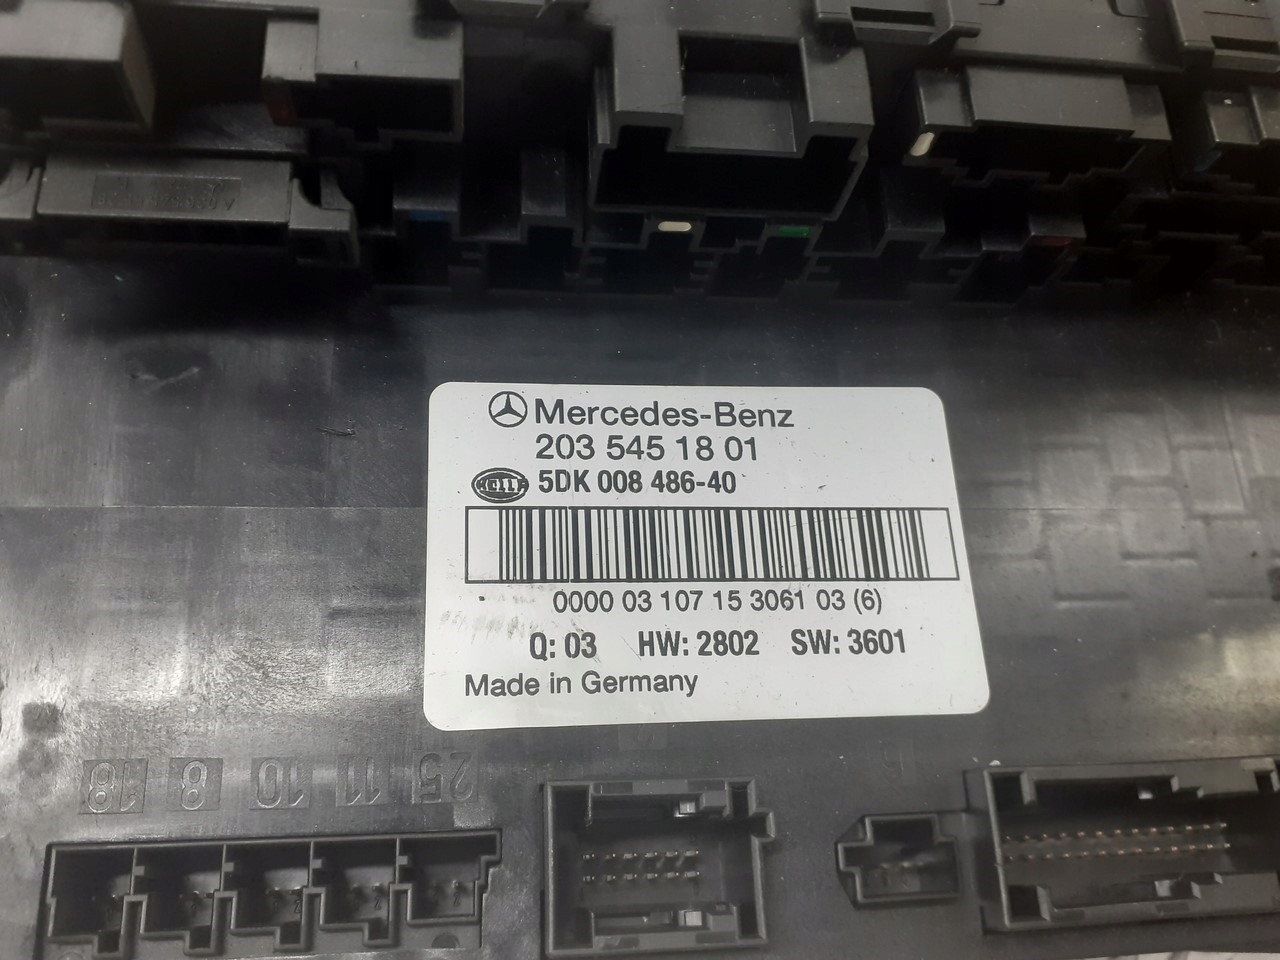 Mercedes-Benz
203 545 18 01
HELLA 5DK 008 486-40
0000 03 107 15 3061 03 (6)
Q: 03 HW: 2802 SW: 3601
Made in Germany
18 8 10 11 25